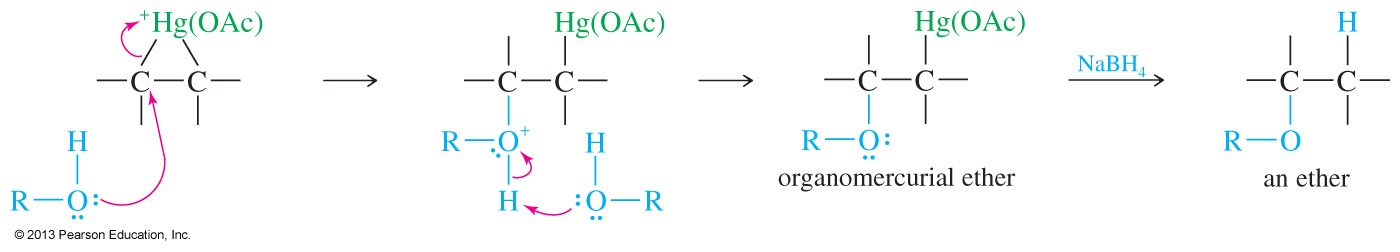 +Hg(OAc)
C C
H
R O:
Hg(OAc)
C C
R O+
H
H
:O R
Hg(OAc)
C C
R O:
organomercurial ether
NaBH4
H
C C
R O
an ether
© 2013 Pearson Education, Inc.